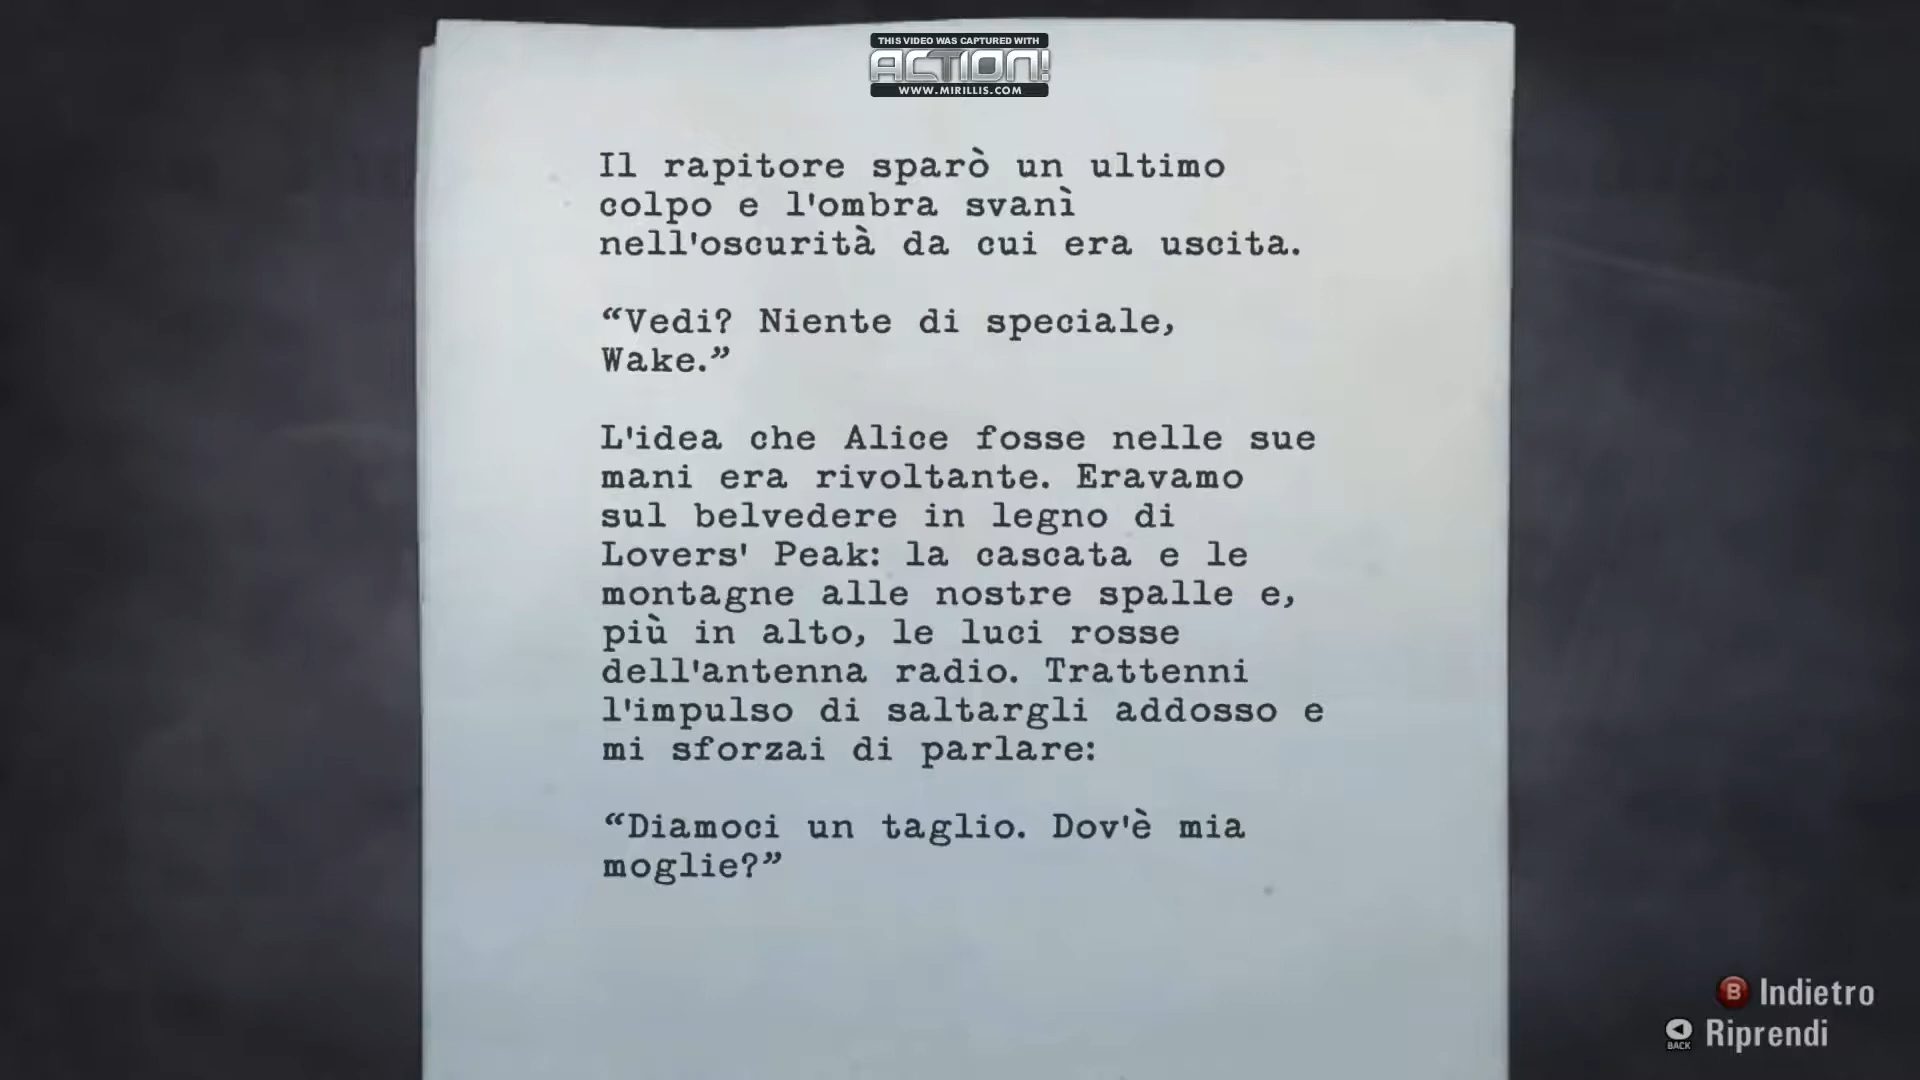 THIS VIDEO WAS CAPTURED WITH
ACTION!
WWW.MIRILLIS.COM
Il rapitore sparò un ultimo
colpo e l'ombra svanì
nell'oscurità da cui era uscita.
“Vedi? Niente di speciale,
Wake.”
L'idea che Alice fosse nelle sue
mani era rivoltante. Eravamo
sul belvedere in legno di
Lovers' Peak: la cascata e le
montagne alle nostre spalle e,
più in alto, le luci rosse
dell'antenna radio. Trattenni
l'impulso di saltargli addosso e
mi sforzai di parlare:
“Diamoci un taglio. Dov'è mia
moglie?”
B Indietro
BACK Riprendi